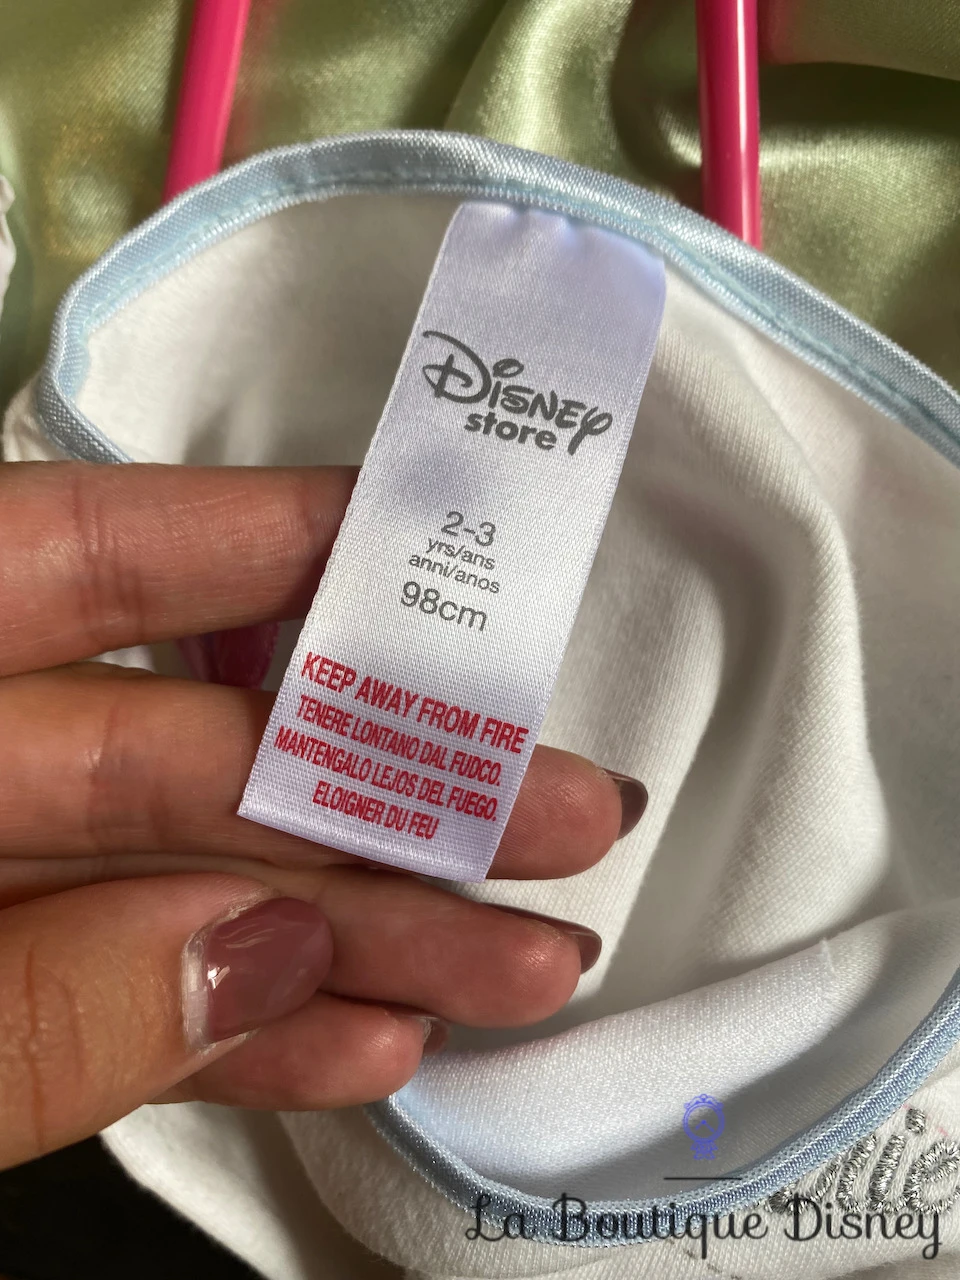 Disney
store
2-3
yrs/ans
anni/anos
98cm
KEEP AWAY FROM FIRE
TENERE LONTANO DAL FUDCO.
MANTENGALO LEJOS DEL FUEGO.
ELOIGNER DU FEU
La Boutique Disney